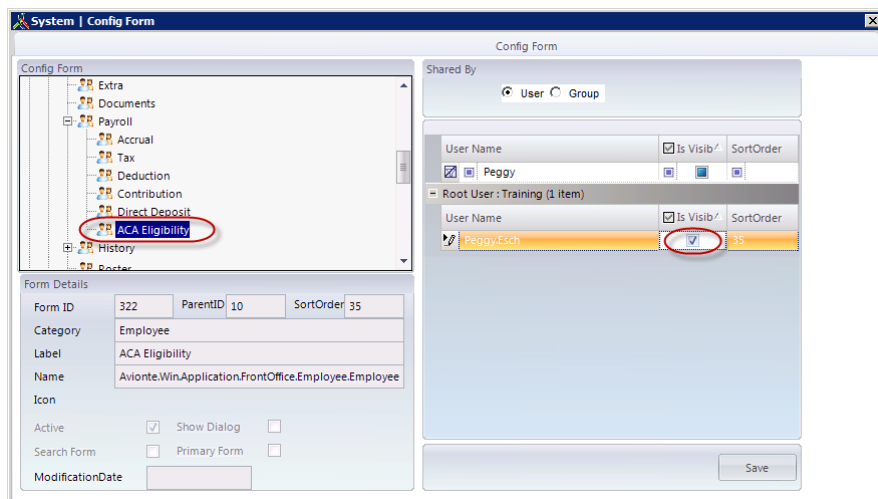 System | Config Form
Config Form
Config Form
Extra
Documents
Payroll
Accrual
Tax
Deduction
Contribution
Direct Deposit
ACA Eligibility
History
Roster
Form Details
Form ID 322 ParentID 10 SortOrder 35
Category Employee
Label ACA Eligibility
Name Avionte.Win.Application.FrontOffice.Employee.Employee
Icon
Active Show Dialog
Search Form Primary Form
ModificationDate
Shared By
User Group
User Name Is Visib SortOrder
Peggy
Root User : Training (1 item)
User Name Is Visib SortOrder
Peggy.Esch 35
Save